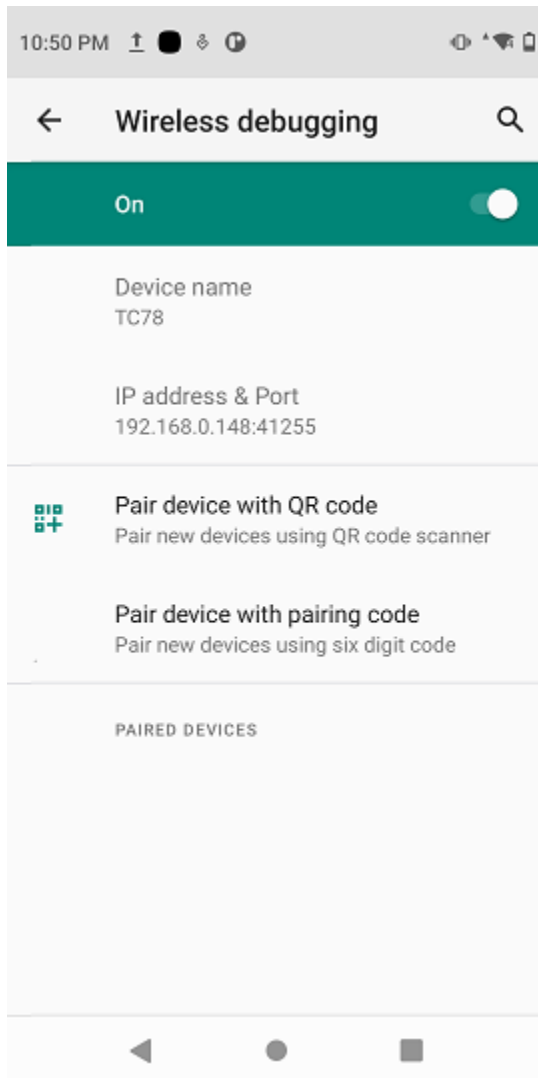 10:50 PM
Wireless debugging
On
Device name
TC78
IP address & Port
192.168.0.148:41255
Pair device with QR code
Pair new devices using QR code scanner
Pair device with pairing code
Pair new devices using six digit code
PAIRED DEVICES